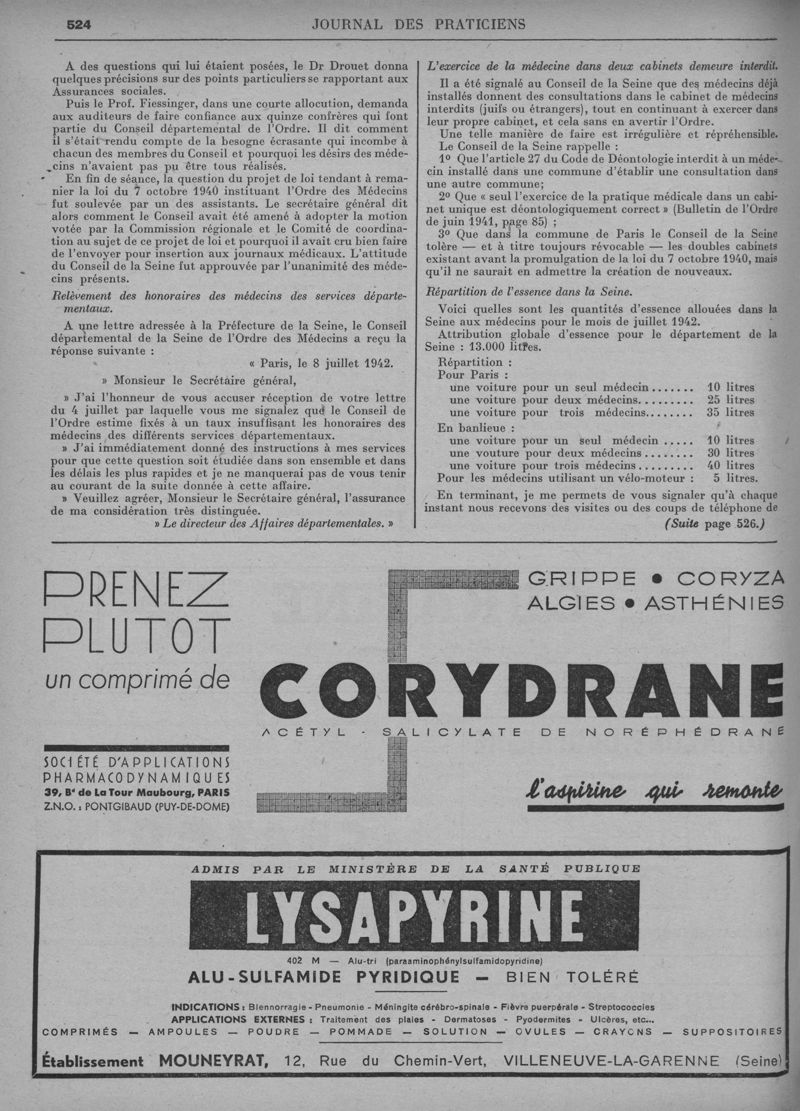 524
JOURNAL DES PRATICIENS
A des questions qui lui étaient posées, le Dr Drouet donna
quelques précisions sur des points particuliers se rapportant aux
Assurances sociales.
Puis le Prof. Fiessinger, dans une courte allocution, demanda
aux auditeurs de faire confiance aux quinze confrères qui font
partie du Conseil départemental de l'Ordre. Il dit comment
il s'était rendu compte de la besogne écrasante qui incombe à
chacun des membres du Conseil et pourquoi les désirs des méde-
cins n'avaient pas pu être tous réalisés.
En fin de séance, la question du projet de loi tendant à rema-
nier la loi du 7 octobre 1940 instituant l'Ordre des Médecins
fut soulevée par un des assistants. Le secrétaire général dit
alors comment le Conseil avait été amené à adopter la motion
votée par la Commission régionale et le Comité de coordina-
tion au sujet de ce projet de loi et pourquoi il avait cru bien faire
de l'envoyer pour insertion aux journaux médicaux. L'attitude
du Conseil de la Seine fut approuvée par l'unanimité des méde-
cins présents.
Relèvement des honoraires des médecins des services départe-
mentaux.
A une lettre adressée à la Préfecture de la Seine, le Conseil
départemental de la Seine de l'Ordre des Médecins a reçu la
réponse suivante :
« Paris, le 8 juillet 1942.
» Monsieur le Secrétaire général,
» J'ai l'honneur de vous accuser réception de votre lettre
du 4 juillet par laquelle vous me signalez que le Conseil de
l'Ordre estime fixés à un taux insuffisant les honoraires des
médecins des différents services départementaux.
» J'ai immédiatement donné des instructions à mes services
pour que cette question soit étudiée dans son ensemble et dans
les délais les plus rapides et je ne manquerai pas de vous tenir
au courant de la suite donnée à cette affaire.
» Veuillez agréer, Monsieur le Secrétaire général, l'assurance
de ma considération très distinguée.
» Le directeur des Affaires départementales. »
L'exercice de la médecine dans deux cabinets demeure interdit.
Il a été signalé au Conseil de la Seine que des médecins déjà
installés donnent des consultations dans le cabinet de médecins
interdits (juifs ou étrangers), tout en continuant à exercer dans
leur propre cabinet, et cela sans en avertir l'Ordre.
Une telle manière de faire est irrégulière et répréhensible.
Le Conseil de la Seine rappelle :
1º Que l'article 27 du Code de Déontologie interdit à un méde-
cin installé dans une commune d'établir une consultation dans
une autre commune;
2º Que « seul l'exercice de la pratique médicale dans un cabi-
net unique est déontologiquement correct » (Bulletin de l'Ordre
de juin 1941, page 85) ;
3º Que dans la commune de Paris le Conseil de la Seine
tolère — et à titre toujours révocable — les doubles cabinets
existant avant la promulgation de la loi du 7 octobre 1940, mais
qu'il ne saurait en admettre la création de nouveaux.
Répartition de l'essence dans la Seine.
Voici quelles sont les quantités d'essence allouées dans la
Seine aux médecins pour le mois de juillet 1942.
Attribution globale d'essence pour le département de la
Seine : 13.000 litres.
Répartition :
Pour Paris :
une voiture pour un seul médecin....... 10 litres
une voiture pour deux médecins......... 25 litres
une voiture pour trois médecins........ 35 litres
En banlieue :
une voiture pour un seul médecin ..... 10 litres
une vouture pour deux médecins ........ 30 litres
une voiture pour trois médecins......... 40 litres
Pour les médecins utilisant un vélo-moteur : 5 litres.
En terminant, je me permets de vous signaler qu'à chaque
instant nous recevons des visites ou des coups de téléphone de
(Suite page 526.)
PRENEZ
PLUTOT
un comprimé de
GRIPPE • CORYZA
ALGIES • ASTHÉNIES
CORYDRANE
ACÉTYL - SALICYLATE DE NORÉPHÉDRANE
SOCIÉTÉ D'APPLICATIONS
PHARMACODYNAMIQUES
39, Bd de La Tour Maubourg, PARIS
Z.N.O. : PONTGIBAUD (PUY-DE-DOME)
l'aspirine qui remonte
ADMIS PAR LE MINISTÈRE DE LA SANTÉ PUBLIQUE
LYSAPYRINE
402 M — Alu-tri (paraaminophénylsulfamidopyridine)
ALU-SULFAMIDE PYRIDIQUE — BIEN TOLÉRÉ
INDICATIONS : Blennorragie - Pneumonie - Méningite cérébro-spinale - Fièvre puerpérale - Streptococcies
APPLICATIONS EXTERNES : Traitement des plaies - Dermatoses - Pyodermites - Ulcères, etc...
COMPRIMÉS — AMPOULES — POUDRE — POMMADE — SOLUTION — OVULES — CRAYONS — SUPPOSITOIRES
Établissement MOUNEYRAT, 12, Rue du Chemin-Vert, VILLENEUVE-LA-GARENNE (Seine)